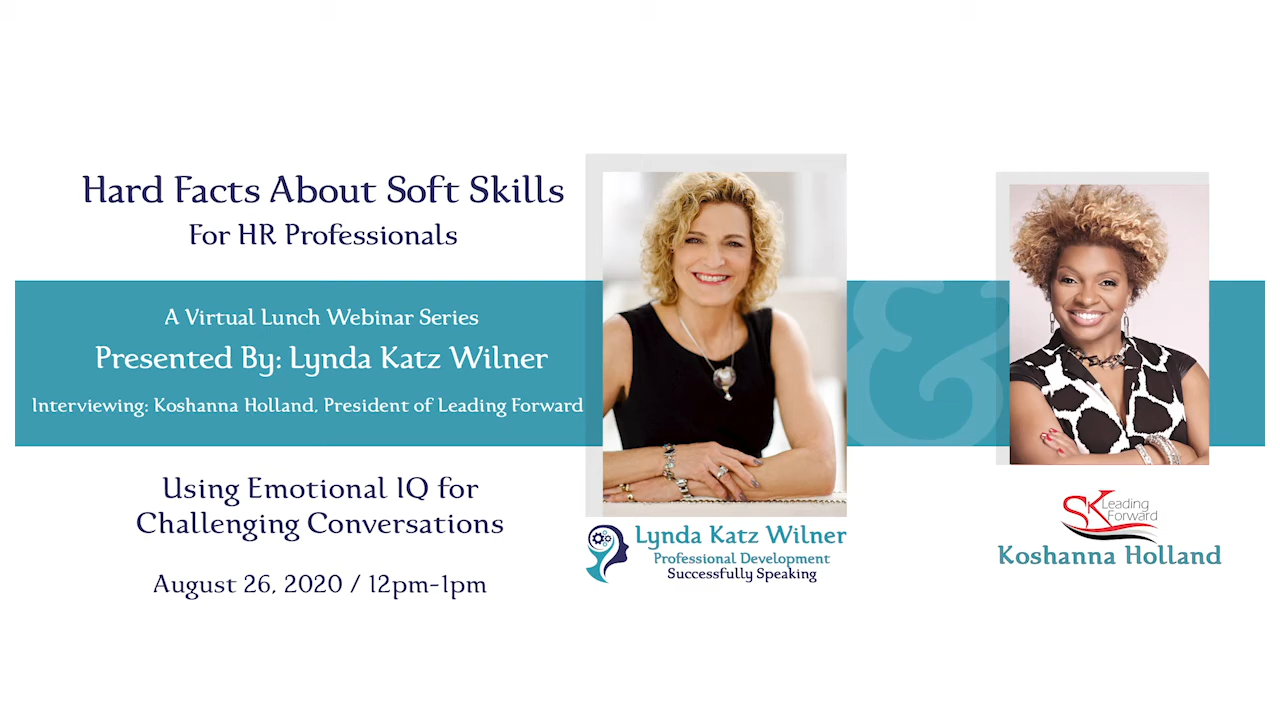 Hard Facts About Soft Skills
For HR Professionals
A Virtual Lunch Webinar Series
Presented By: Lynda Katz Wilner
Interviewing: Koshanna Holland, President of Leading Forward
Using Emotional IQ for
Challenging Conversations
August 26, 2020 / 12pm-1pm
&
Lynda Katz Wilner
Professional Development
Successfully Speaking
SK Leading
Forward
Koshanna Holland